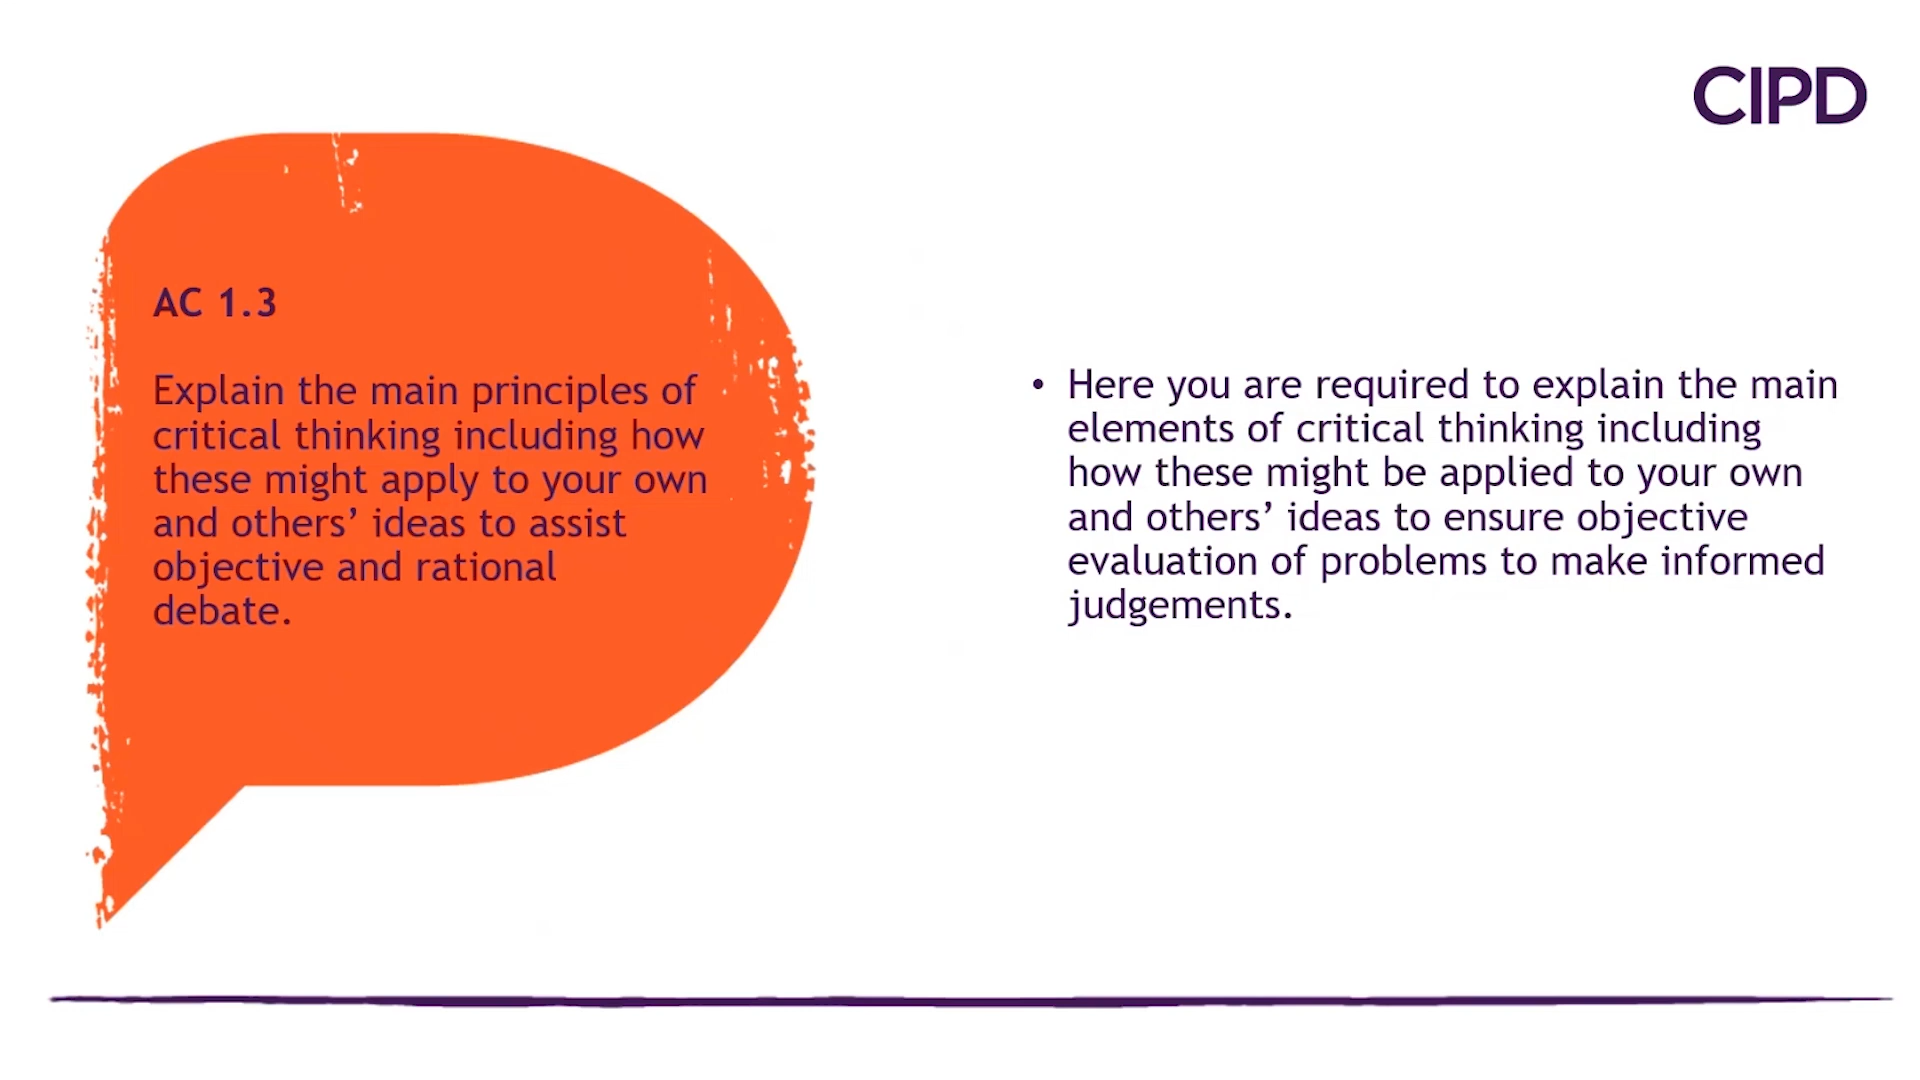 CIPD
AC 1.3
Explain the main principles of
critical thinking including how
these might apply to your own
and others’ ideas to assist
objective and rational
debate.
• Here you are required to explain the main
elements of critical thinking including
how these might be applied to your own
and others’ ideas to ensure objective
evaluation of problems to make informed
judgements.